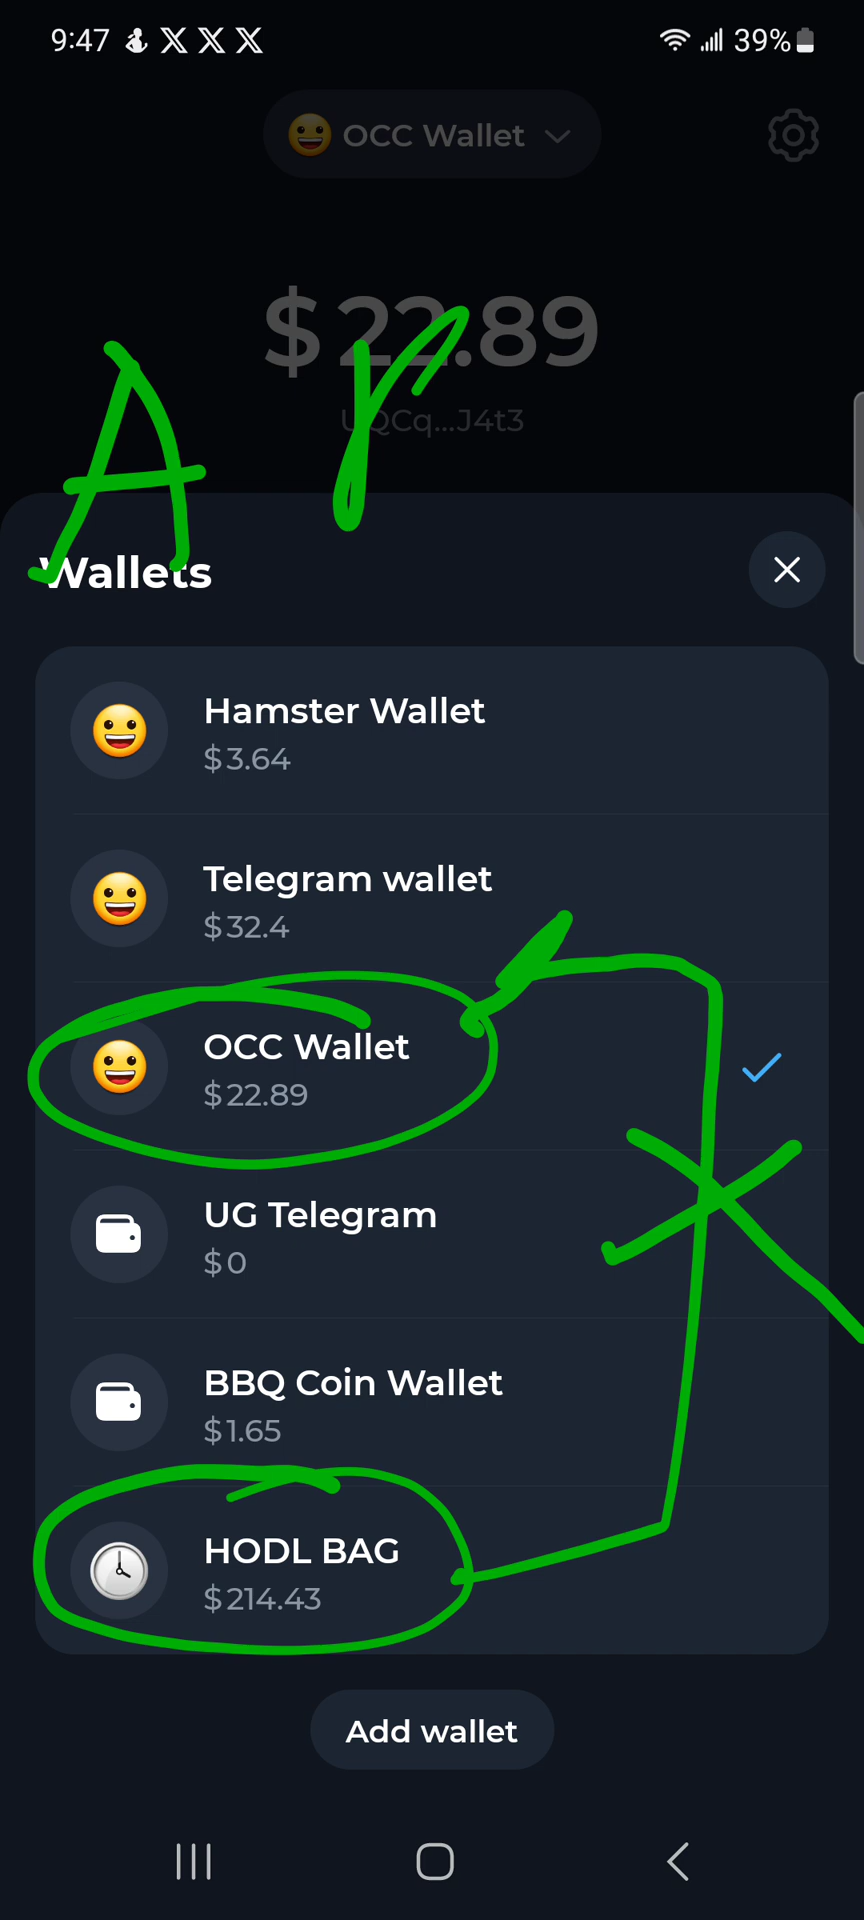 9:47 39%
OCC Wallet
$22.89
UQCq...J4t3
A
Wallets
Hamster Wallet
$3.64
Telegram wallet
$32.4
OCC Wallet
$22.89
UG Telegram
$0
BBQ Coin Wallet
$1.65
HODL BAG
$214.43
Add wallet